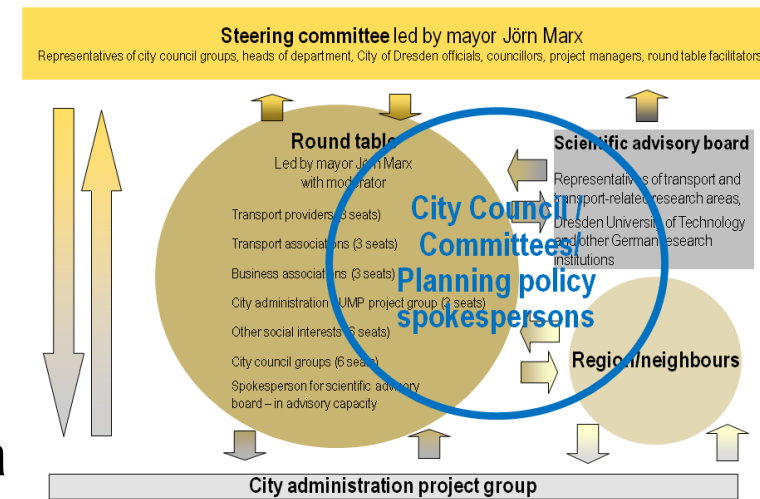 Steering committee led by mayor Jörn Marx
Representatives of city council groups, heads of department, City of Dresden officials, councillors, project managers, round table facilitators
Round table
Led by mayor Jörn Marx
with moderator
Transport providers (3 seats)
Transport associations (3 seats)
Business associations (3 seats)
City administration SUMP project group (3 seats)
Other social interests (6 seats)
City council groups (6 seats)
Spokesperson for scientific advisory
board – in advisory capacity
City Council /
Committees/
Planning policy
spokespersons
Scientific advisory board
Representatives of transport and
transport-related research areas,
Dresden University of Technology
and other German research
institutions
Region/neighbours
City administration project group